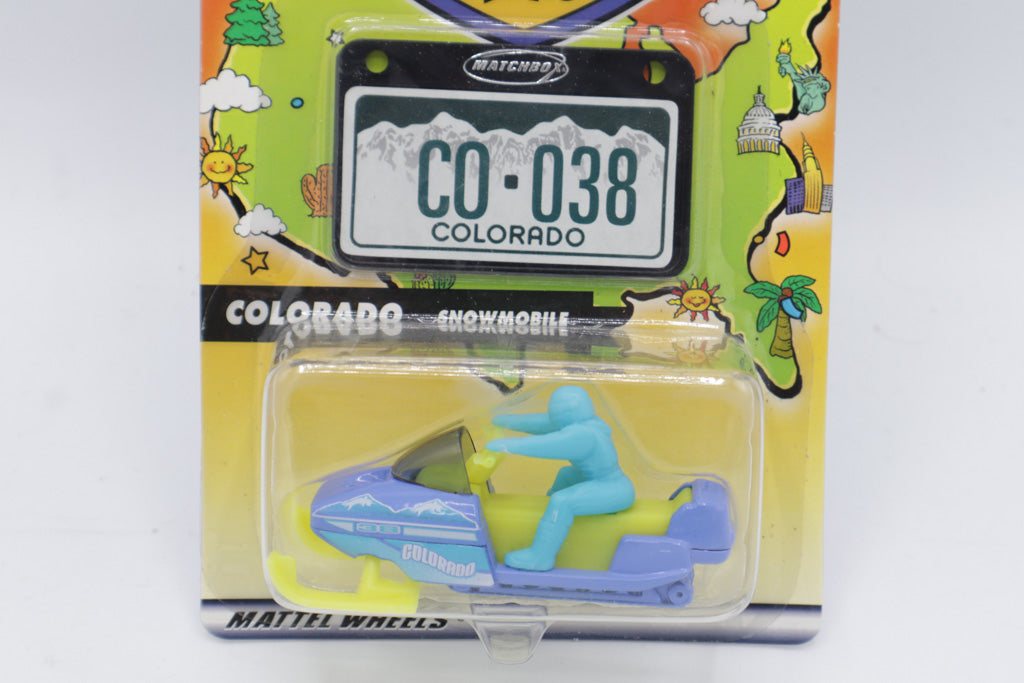 MATCHBOX
CO·038
COLORADO
COLORADO SNOWMOBILE
38
COLORADO
MATTEL WHEELS